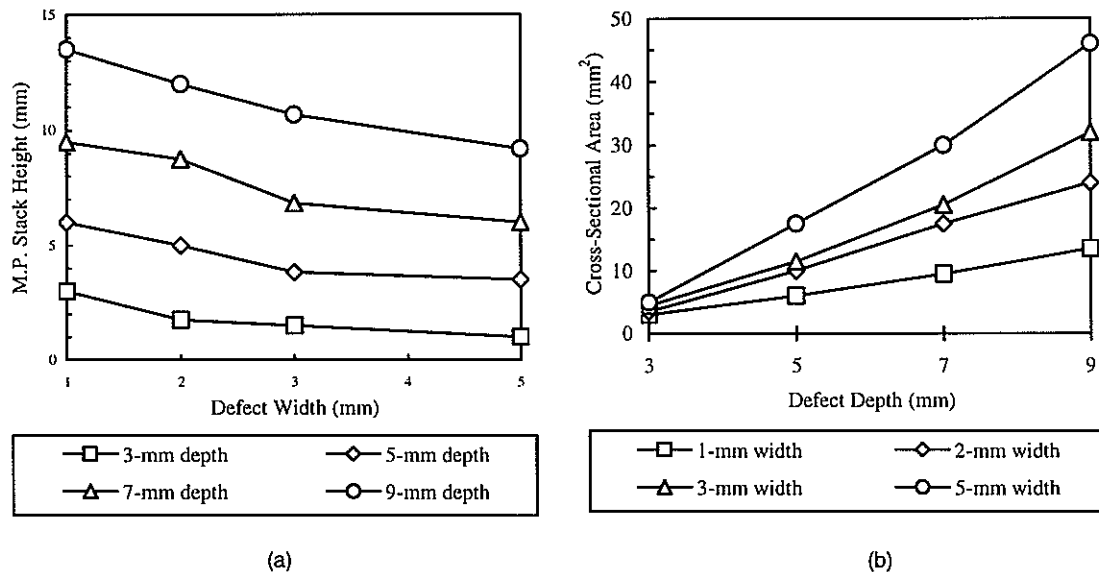 15
10
5
0
M.P. Stack Height (mm)
1 2 3 4 5
Defect Width (mm)
3-mm depth 5-mm depth
7-mm depth 9-mm depth
(a)
50
40
30
20
10
0
Cross-Sectional Area (mm²)
3 5 7 9
Defect Depth (mm)
1-mm width 2-mm width
3-mm width 5-mm width
(b)